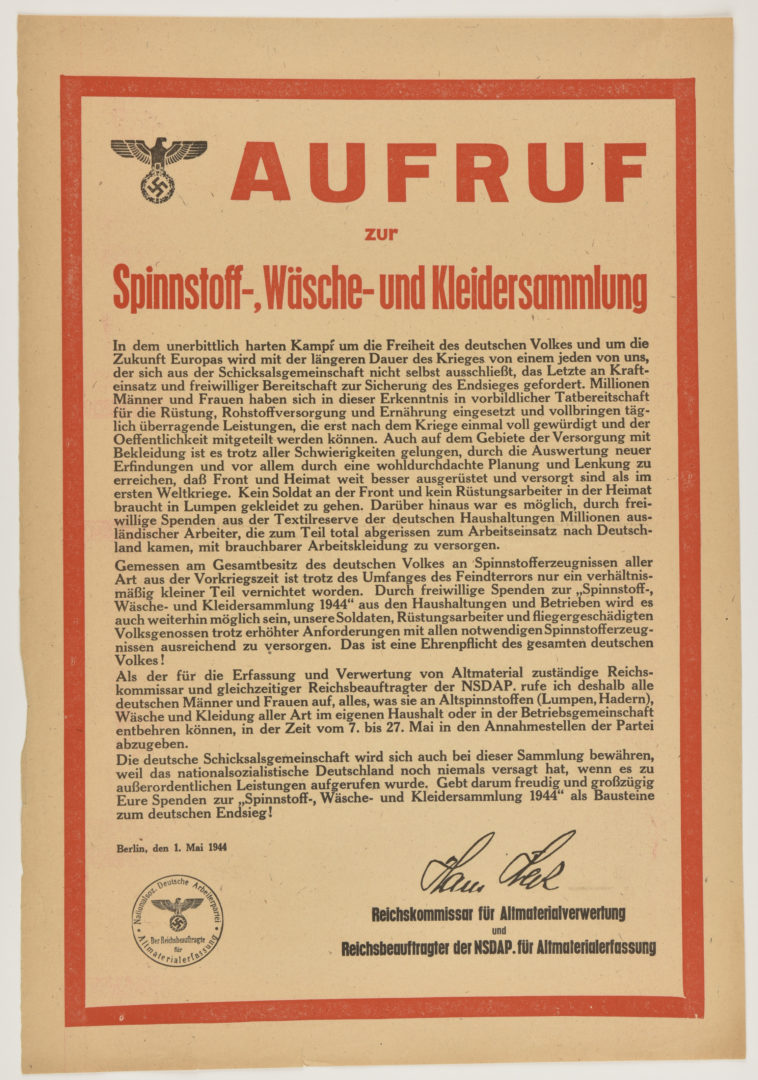 AUFRUF
zur
Spinnstoff-, Wäsche- und Kleidersammlung
In dem unerbittlich harten Kampf um die Freiheit des deutschen Volkes und um die
Zukunft Europas wird mit der längeren Dauer des Krieges von einem jeden von uns,
der sich aus der Schicksalsgemeinschaft nicht selbst ausschließt, das Letzte an Kraft-
einsatz und freiwilliger Bereitschaft zur Sicherung des Endsieges gefordert. Millionen
Männer und Frauen haben sich in dieser Erkenntnis in vorbildlicher Tatbereitschaft
für die Rüstung, Rohstoffversorgung und Ernährung eingesetzt und vollbringen täg-
lich überragende Leistungen, die erst nach dem Kriege einmal voll gewürdigt und der
Oeffentlichkeit mitgeteilt werden können. Auch auf dem Gebiete der Versorgung mit
Bekleidung ist es trotz aller Schwierigkeiten gelungen, durch die Auswertung neuer
Erfindungen und vor allem durch eine wohldurchdachte Planung und Lenkung zu
erreichen, daß Front und Heimat weit besser ausgerüstet und versorgt sind als im
ersten Weltkriege. Kein Soldat an der Front und kein Rüstungsarbeiter in der Heimat
braucht in Lumpen gekleidet zu gehen. Darüber hinaus war es möglich, durch frei-
willige Spenden aus der Textilreserve der deutschen Haushaltungen Millionen aus-
ländischer Arbeiter, die zum Teil total abgerissen zum Arbeitseinsatz nach Deutsch-
land kamen, mit brauchbarer Arbeitskleidung zu versorgen.
Gemessen am Gesamtbesitz des deutschen Volkes an Spinnstofferzeugnissen aller
Art aus der Vorkriegszeit ist trotz des Umfanges des Feindterrors nur ein verhältnis-
mäßig kleiner Teil vernichtet worden. Durch freiwillige Spenden zur „Spinnstoff-,
Wäsche- und Kleidersammlung 1944“ aus den Haushaltungen und Betrieben wird es
auch weiterhin möglich sein, unsere Soldaten, Rüstungsarbeiter und fliegergeschädigten
Volksgenossen trotz erhöhter Anforderungen mit allen notwendigen Spinnstofferzeug-
nissen ausreichend zu versorgen. Das ist eine Ehrenpflicht des gesamten deutschen
Volkes!
Als der für die Erfassung und Verwertung von Altmaterial zuständige Reichs-
kommissar und gleichzeitiger Reichsbeauftragter der NSDAP. rufe ich deshalb alle
deutschen Männer und Frauen auf, alles, was sie an Altspinnstoffen (Lumpen, Hadern),
Wäsche und Kleidung aller Art im eigenen Haushalt oder in der Betriebsgemeinschaft
entbehren können, in der Zeit vom 7. bis 27. Mai in den Annahmestellen der Partei
abzugeben.
Die deutsche Schicksalsgemeinschaft wird sich auch bei dieser Sammlung bewähren,
weil das nationalsozialistische Deutschland noch niemals versagt hat, wenn es zu
außerordentlichen Leistungen aufgerufen wurde. Gebt darum freudig und großzügig
Eure Spenden zur „Spinnstoff-, Wäsche- und Kleidersammlung 1944“ als Bausteine
zum deutschen Endsieg!
Berlin, den 1. Mai 1944
Hans Heck
Reichskommissar für Altmaterialverwertung
und
Reichsbeauftragter der NSDAP. für Altmaterialerfassung
Nationalsoz. Deutsche Arbeiterpartei
Der Reichsbeauftragte
für
Altmaterialerfassung